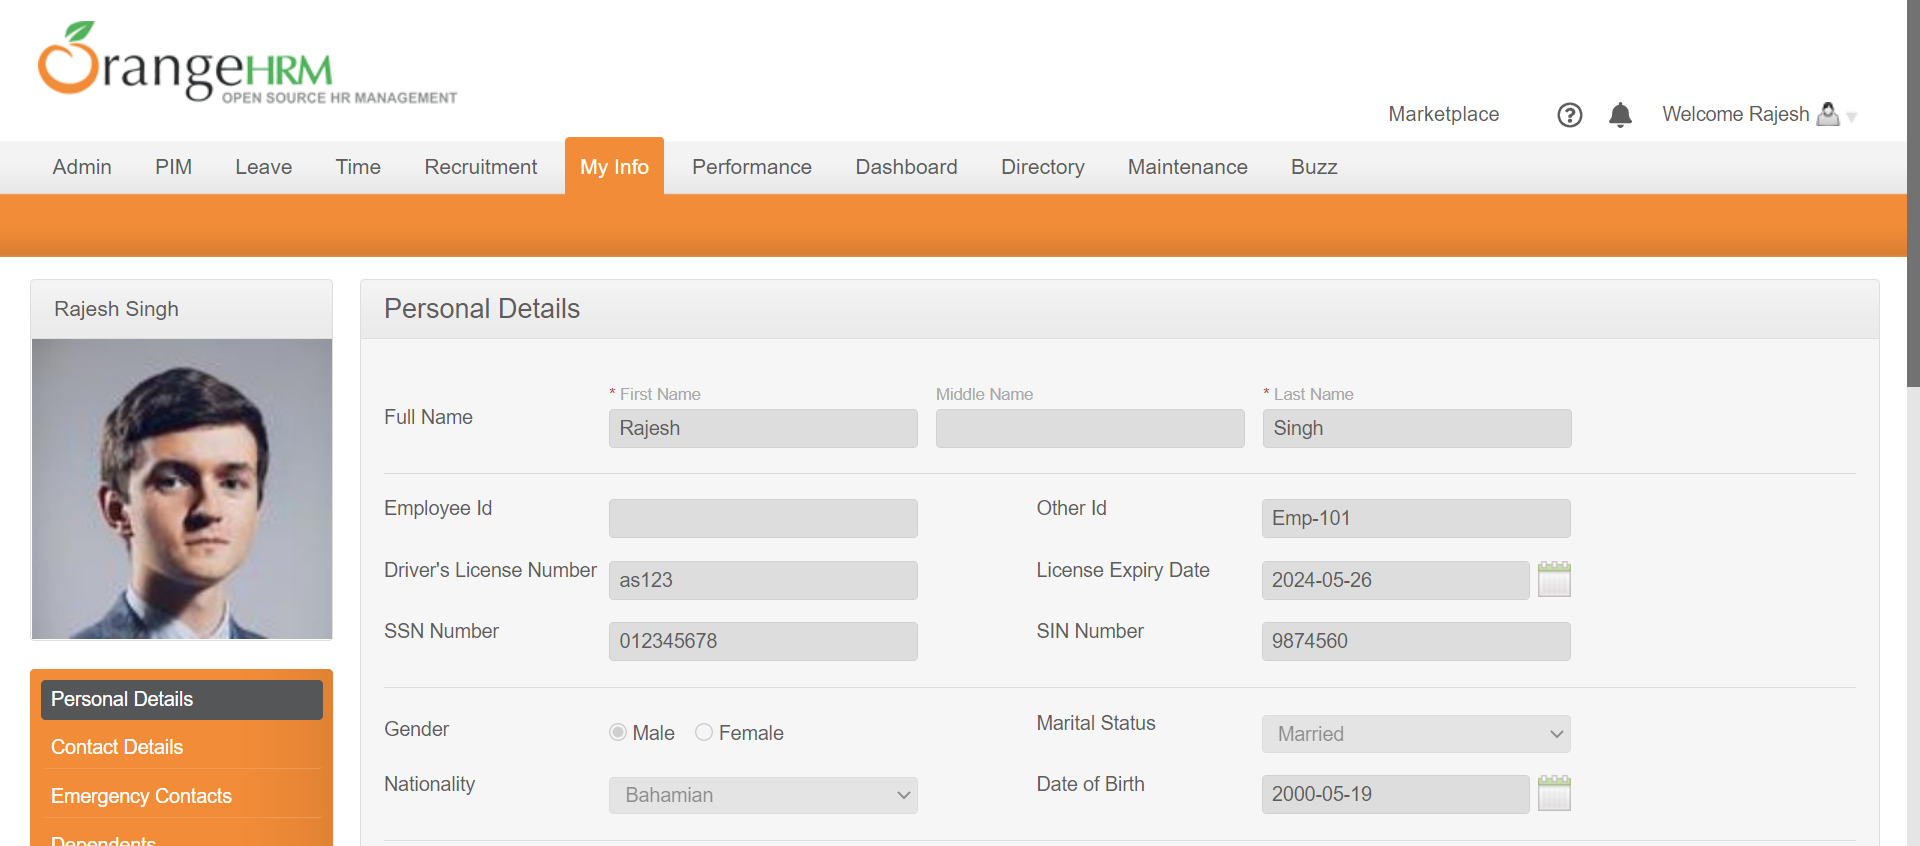 OrangeHRM
OPEN SOURCE HR MANAGEMENT
Marketplace ? Welcome Rajesh
Admin PIM Leave Time Recruitment My Info Performance Dashboard Directory Maintenance Buzz
Rajesh Singh
Personal Details
* First Name Middle Name * Last Name
Full Name Rajesh Singh
Employee Id Other Id Emp-101
Driver's License Number as123 License Expiry Date 2024-05-26
SSN Number 012345678 SIN Number 9874560
Gender Male Female Marital Status Married
Nationality Bahamian Date of Birth 2000-05-19
Personal Details
Contact Details
Emergency Contacts
Dependents